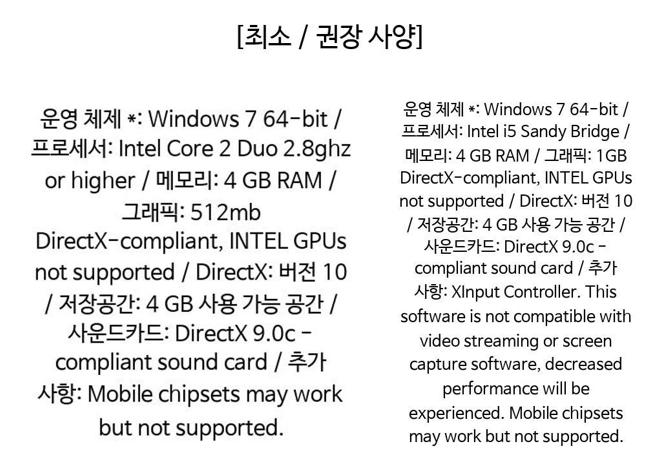 [최소 / 권장 사양]
운영 체제 *: Windows 7 64-bit /
프로세서: Intel Core 2 Duo 2.8ghz
or higher / 메모리: 4 GB RAM /
그래픽: 512mb
DirectX-compliant, INTEL GPUs
not supported / DirectX: 버전 10
/ 저장공간: 4 GB 사용 가능 공간 /
사운드카드: DirectX 9.0c -
compliant sound card / 추가
사항: Mobile chipsets may work
but not supported.
운영 체제 *: Windows 7 64-bit /
프로세서: Intel i5 Sandy Bridge /
메모리: 4 GB RAM / 그래픽: 1GB
DirectX-compliant, INTEL GPUs
not supported / DirectX: 버전 10
/ 저장공간: 4 GB 사용 가능 공간 /
사운드카드: DirectX 9.0c -
compliant sound card / 추가
사항: XInput Controller. This
software is not compatible with
video streaming or screen
capture software, decreased
performance will be
experienced. Mobile chipsets
may work but not supported.